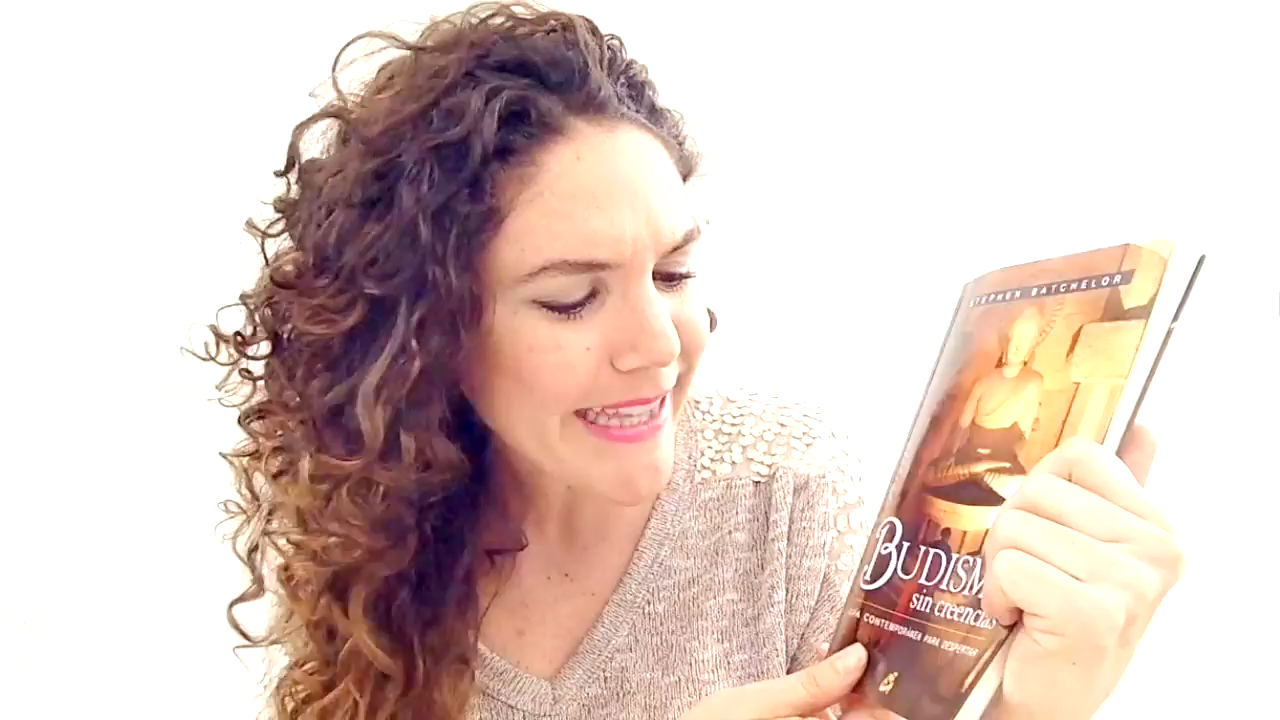 STEPHEN BATCHELOR
BUDISM
sin creencias
CONTEMPORÁNEA PARA DESPERTAR